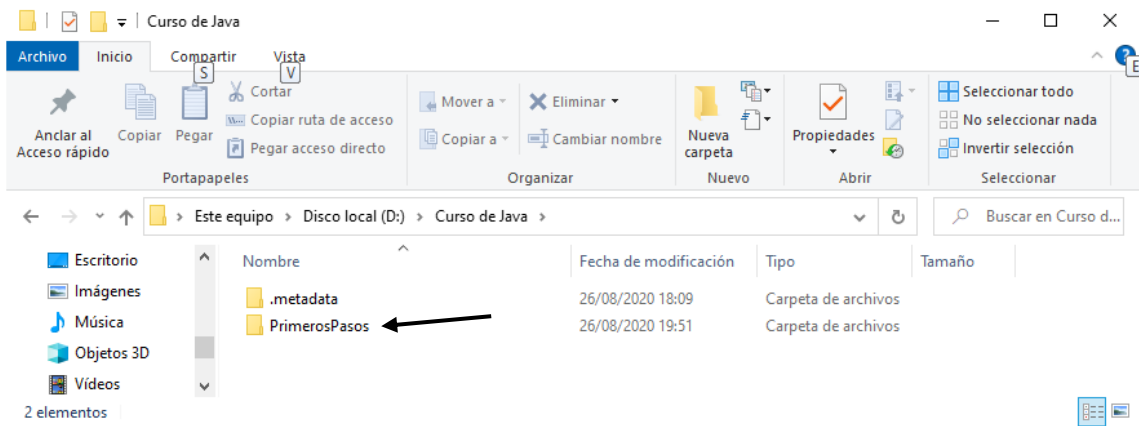 Curso de Java
Archivo Inicio Compartir Vista
S V E
Cortar
Copiar ruta de acceso
Pegar acceso directo
Anclar al
Acceso rápido
Copiar
Pegar
Portapapeles
Mover a
Copiar a
Eliminar
Cambiar nombre
Organizar
Nueva
carpeta
Nuevo
Propiedades
Abrir
Seleccionar todo
No seleccionar nada
Invertir selección
Seleccionar
Este equipo > Disco local (D:) > Curso de Java >
Buscar en Curso d...
Escritorio
Imágenes
Música
Objetos 3D
Vídeos
Nombre Fecha de modificación Tipo Tamaño
.metadata 26/08/2020 18:09 Carpeta de archivos
PrimerosPasos 26/08/2020 19:51 Carpeta de archivos
2 elementos